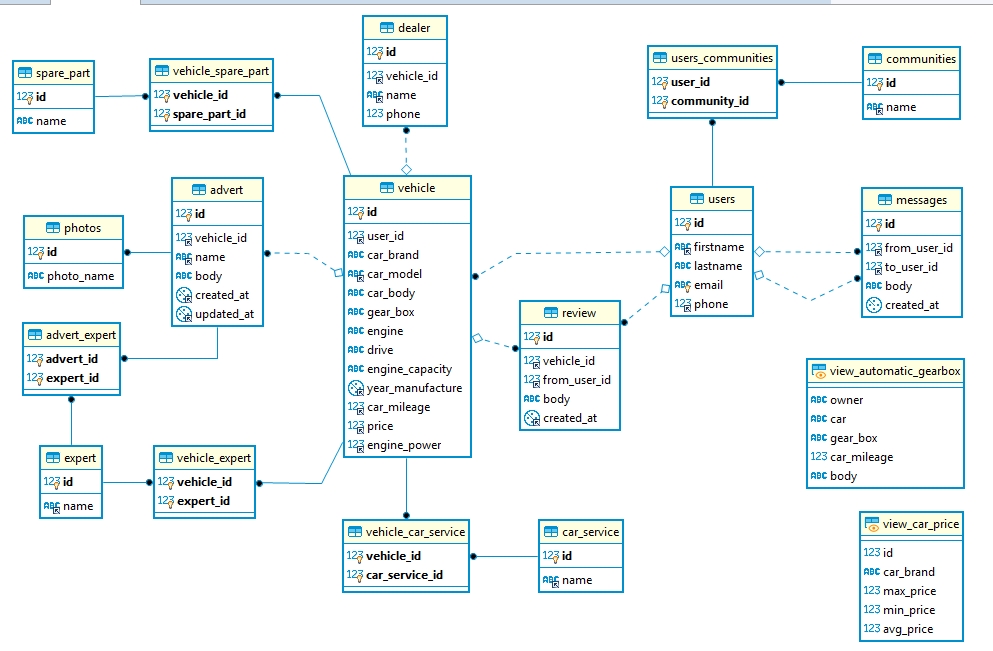 dealer
123 id
123 vehicle_id
ABC name
123 phone
spare_part
123 id
ABC name
vehicle_spare_part
123 vehicle_id
123 spare_part_id
users_communities
123 user_id
123 community_id
communities
123 id
ABC name
advert
123 id
123 vehicle_id
ABC name
ABC body
created_at
updated_at
photos
123 id
ABC photo_name
vehicle
123 id
123 user_id
ABC car_brand
ABC car_model
ABC car_body
ABC gear_box
ABC engine
ABC drive
ABC engine_capacity
year_manufacture
123 car_mileage
123 price
123 engine_power
users
123 id
ABC firstname
ABC lastname
ABC email
123 phone
messages
123 id
123 from_user_id
123 to_user_id
ABC body
created_at
review
123 id
123 vehicle_id
123 from_user_id
ABC body
created_at
advert_expert
123 advert_id
123 expert_id
expert
123 id
ABC name
vehicle_expert
123 vehicle_id
123 expert_id
vehicle_car_service
123 vehicle_id
123 car_service_id
car_service
123 id
ABC name
view_automatic_gearbox
ABC owner
ABC car
ABC gear_box
123 car_mileage
ABC body
view_car_price
123 id
ABC car_brand
123 max_price
123 min_price
123 avg_price